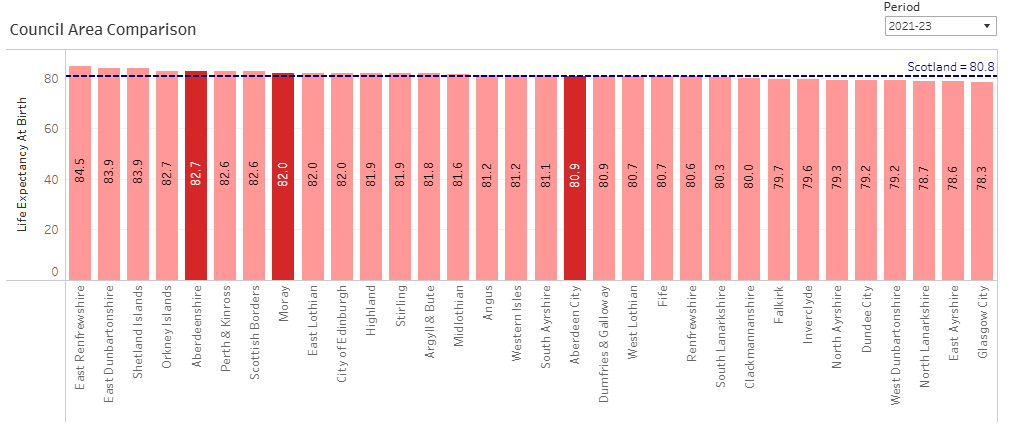 Period
Council Area Comparison
2021-23
Scotland = 80.8
Life Expectancy At Birth
80
60
40
20
0
84.5
83.9
83.9
82.7
82.7
82.6
82.6
82.0
82.0
82.0
81.9
81.9
81.8
81.6
81.2
81.2
81.1
80.9
80.9
80.7
80.7
80.6
80.3
80.0
79.7
79.6
79.3
79.2
79.2
78.7
78.6
78.3
East Renfrewshire
East Dunbartonshire
Shetland Islands
Orkney Islands
Aberdeenshire
Perth & Kinross
Scottish Borders
Moray
East Lothian
City of Edinburgh
Highland
Stirling
Argyll & Bute
Midlothian
Angus
Western Isles
South Ayrshire
Aberdeen City
Dumfries & Galloway
West Lothian
Fife
Renfrewshire
South Lanarkshire
Clackmannanshire
Falkirk
Inverclyde
North Ayrshire
Dundee City
West Dunbartonshire
North Lanarkshire
East Ayrshire
Glasgow City